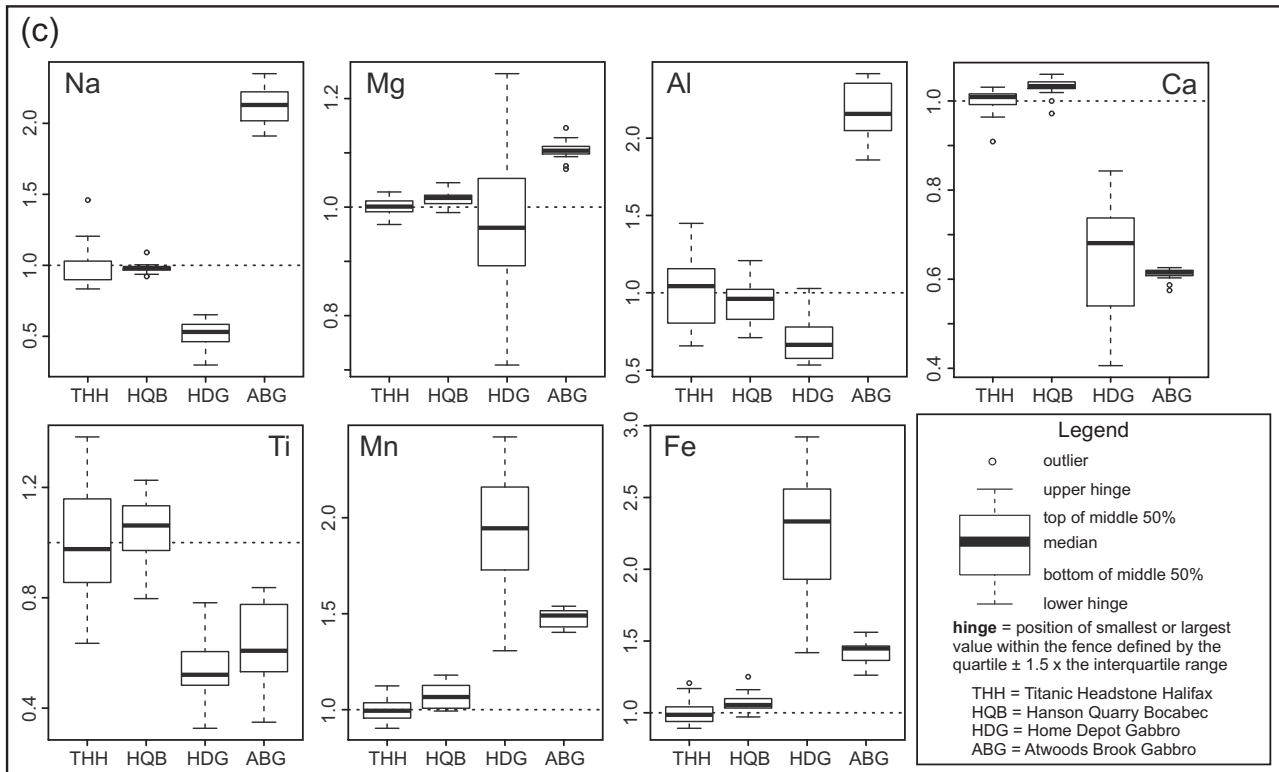 (c)
Na
2.0
1.5
1.0
0.5
THH HQB HDG ABG
Mg
1.2
1.0
0.8
THH HQB HDG ABG
Al
2.0
1.5
1.0
0.5
THH HQB HDG ABG
Ca
1.0
0.8
0.6
0.4
THH HQB HDG ABG
Ti
1.2
0.8
0.4
THH HQB HDG ABG
Mn
2.0
1.5
1.0
THH HQB HDG ABG
Fe
3.0
2.5
2.0
1.5
1.0
THH HQB HDG ABG
Legend
outlier
upper hinge
top of middle 50%
median
bottom of middle 50%
lower hinge
hinge = position of smallest or largest
value within the fence defined by the
quartile ± 1.5 x the interquartile range
THH = Titanic Headstone Halifax
HQB = Hanson Quarry Bocabec
HDG = Home Depot Gabbro
ABG = Atwoods Brook Gabbro